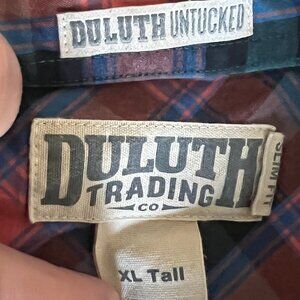 DULUTH UNTUCKED
DULUTH
TRADING
CO
SLIM FIT
XL Tall